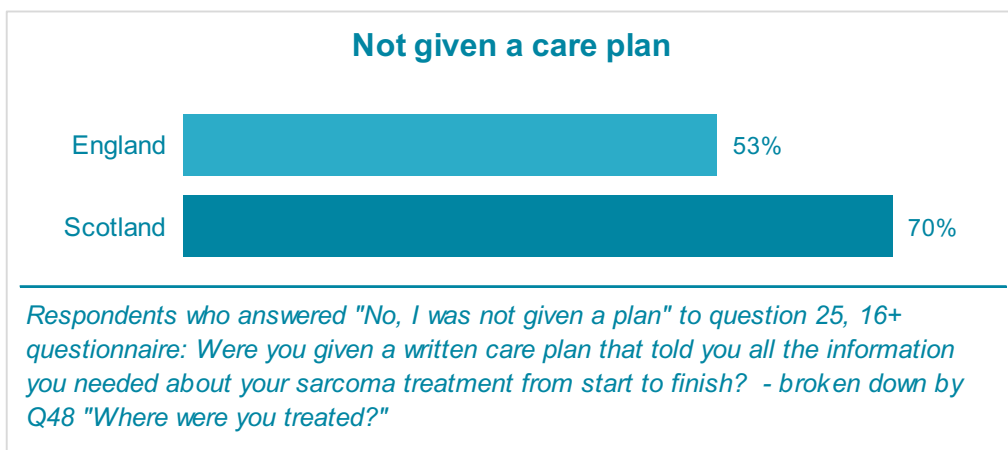 Not given a care plan
England 53%
Scotland 70%
Respondents who answered "No, I was not given a plan" to question 25, 16+
questionnaire: Were you given a written care plan that told you all the information
you needed about your sarcoma treatment from start to finish?  - broken down by
Q48 "Where were you treated?"